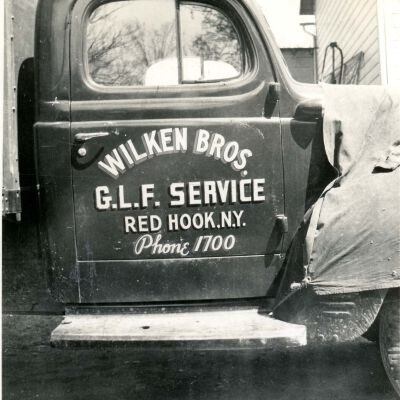 WILKEN BROS.
G.L.F. SERVICE
RED HOOK, N.Y.
Phone 1700